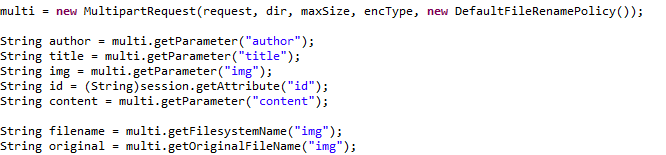 multi = new MultipartRequest(request, dir, maxSize, encType, new DefaultFileRenamePolicy());
String author = multi.getParameter("author");
String title = multi.getParameter("title");
String img = multi.getParameter("img");
String id = (String)session.getAttribute("id");
String content = multi.getParameter("content");
String filename = multi.getFilesystemName("img");
String original = multi.getOriginalFileName("img");